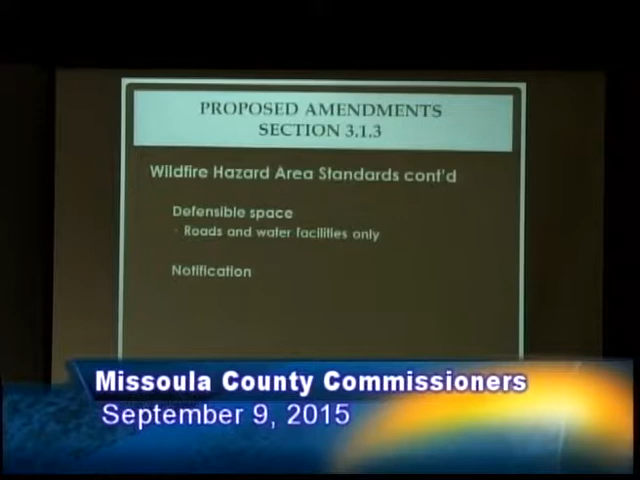 PROPOSED AMENDMENTS
SECTION 3.1.3
Wildfire Hazard Area Standards cont'd
Defensible space
· Roads and water facilities only
Notification
Missoula County Commissioners
September 9, 2015